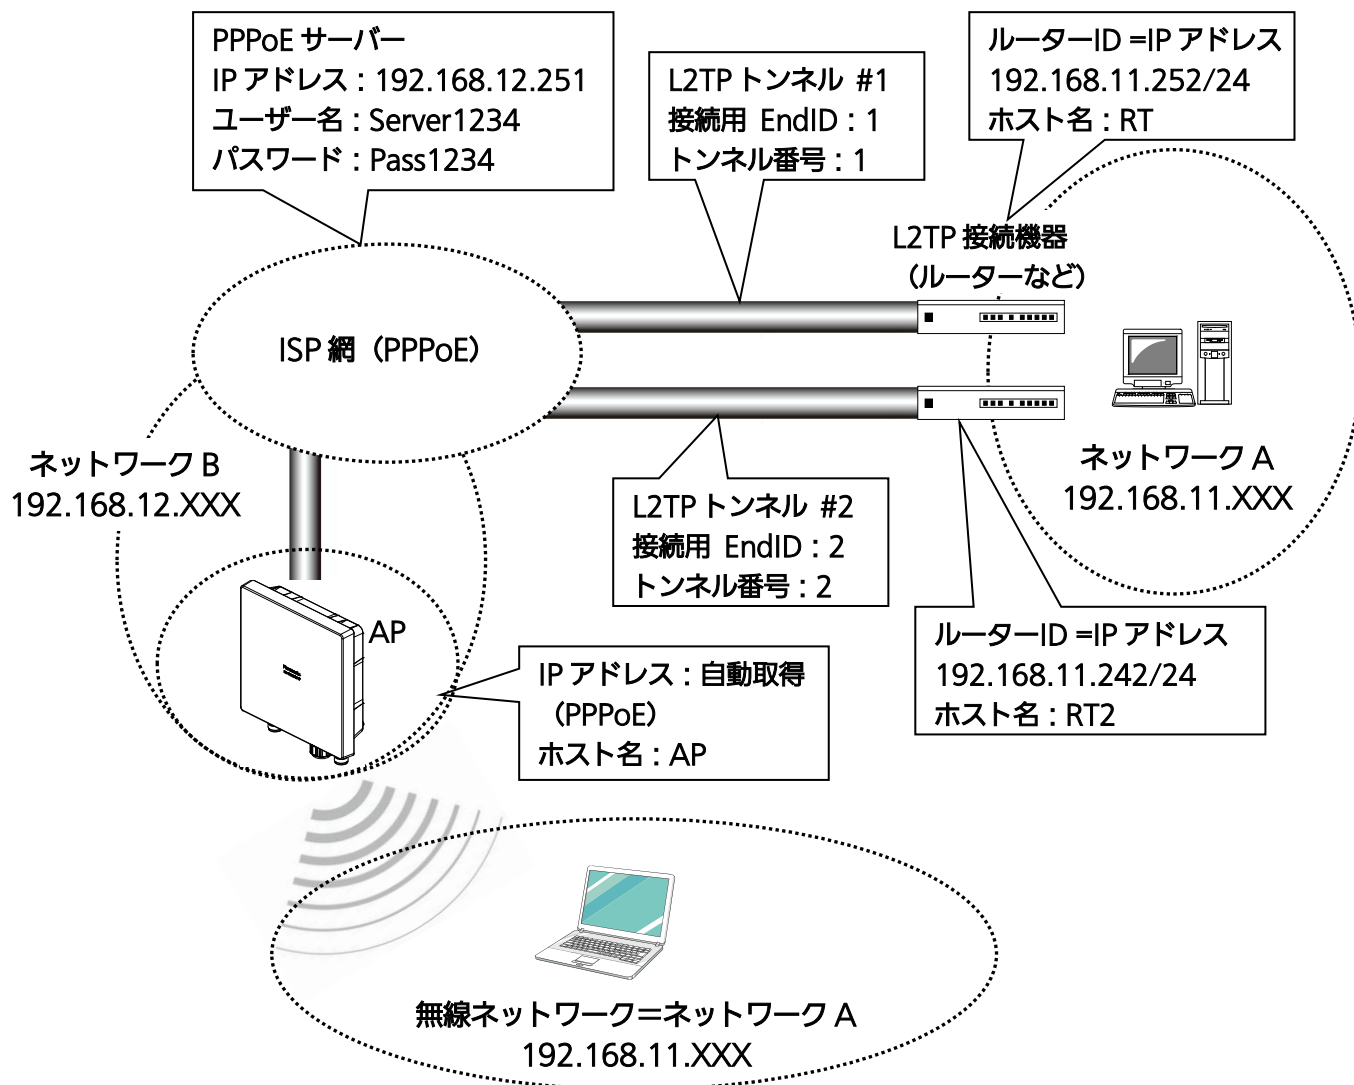 PPPoE サーバー
IP アドレス：192.168.12.251
ユーザー名：Server1234
パスワード：Pass1234
L2TP トンネル #1
接続用 EndID：1
トンネル番号：1
ルーターID =IP アドレス
192.168.11.252/24
ホスト名：RT
L2TP 接続機器
（ルーターなど）
ISP 網（PPPoE）
ネットワーク B
192.168.12.XXX
ネットワーク A
192.168.11.XXX
L2TP トンネル #2
接続用 EndID：2
トンネル番号：2
AP
IP アドレス：自動取得
（PPPoE）
ホスト名：AP
ルーターID =IP アドレス
192.168.11.242/24
ホスト名：RT2
無線ネットワーク＝ネットワーク A
192.168.11.XXX